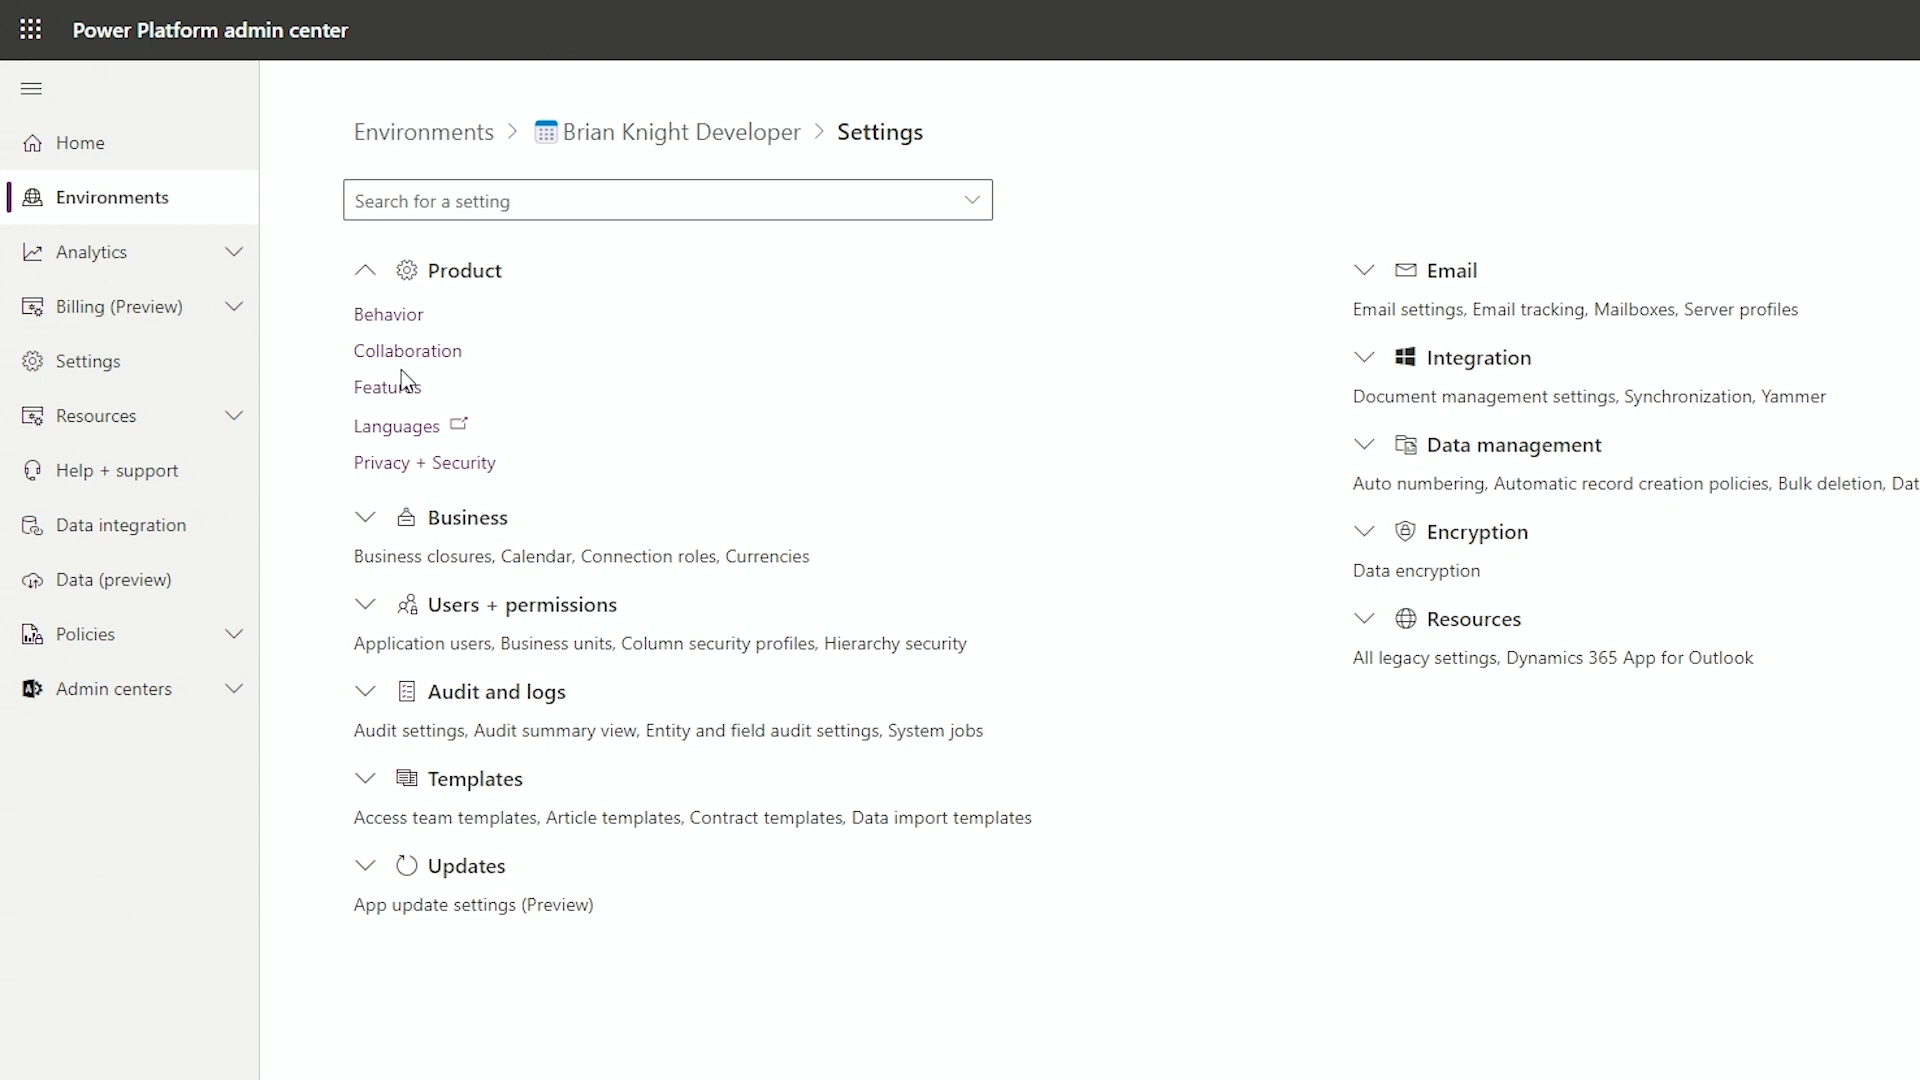 Power Platform admin center
Home
Environments
Analytics
Billing (Preview)
Settings
Resources
Help + support
Data integration
Data (preview)
Policies
Admin centers
Environments > Brian Knight Developer > Settings
Search for a setting
Product
Behavior
Collaboration
Features
Languages
Privacy + Security
Business
Business closures, Calendar, Connection roles, Currencies
Users + permissions
Application users, Business units, Column security profiles, Hierarchy security
Audit and logs
Audit settings, Audit summary view, Entity and field audit settings, System jobs
Templates
Access team templates, Article templates, Contract templates, Data import templates
Updates
App update settings (Preview)
Email
Email settings, Email tracking, Mailboxes, Server profiles
Integration
Document management settings, Synchronization, Yammer
Data management
Auto numbering, Automatic record creation policies, Bulk deletion, Dat
Encryption
Data encryption
Resources
All legacy settings, Dynamics 365 App for Outlook